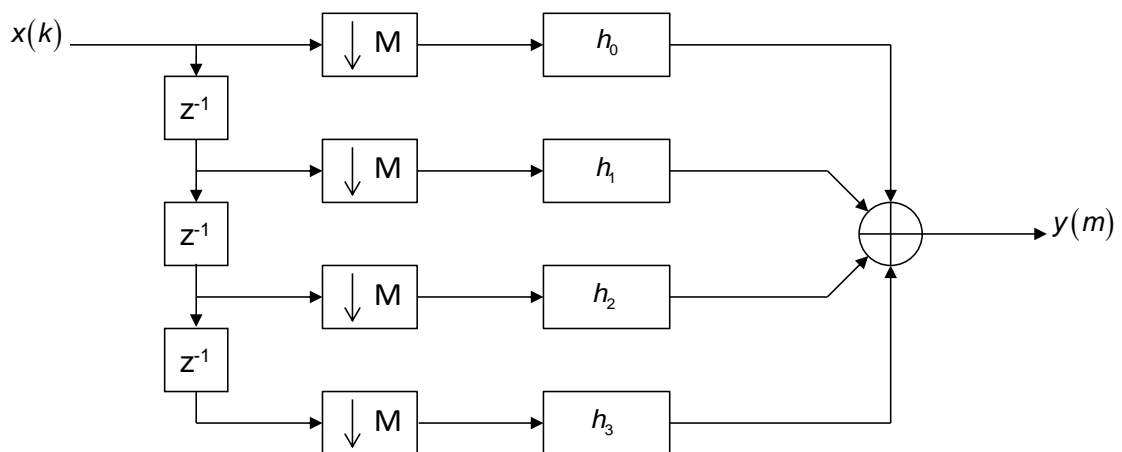 x(k)
↓ M
h₀
z⁻¹
↓ M
h₁
z⁻¹
y(m)
↓ M
h₂
z⁻¹
↓ M
h₃